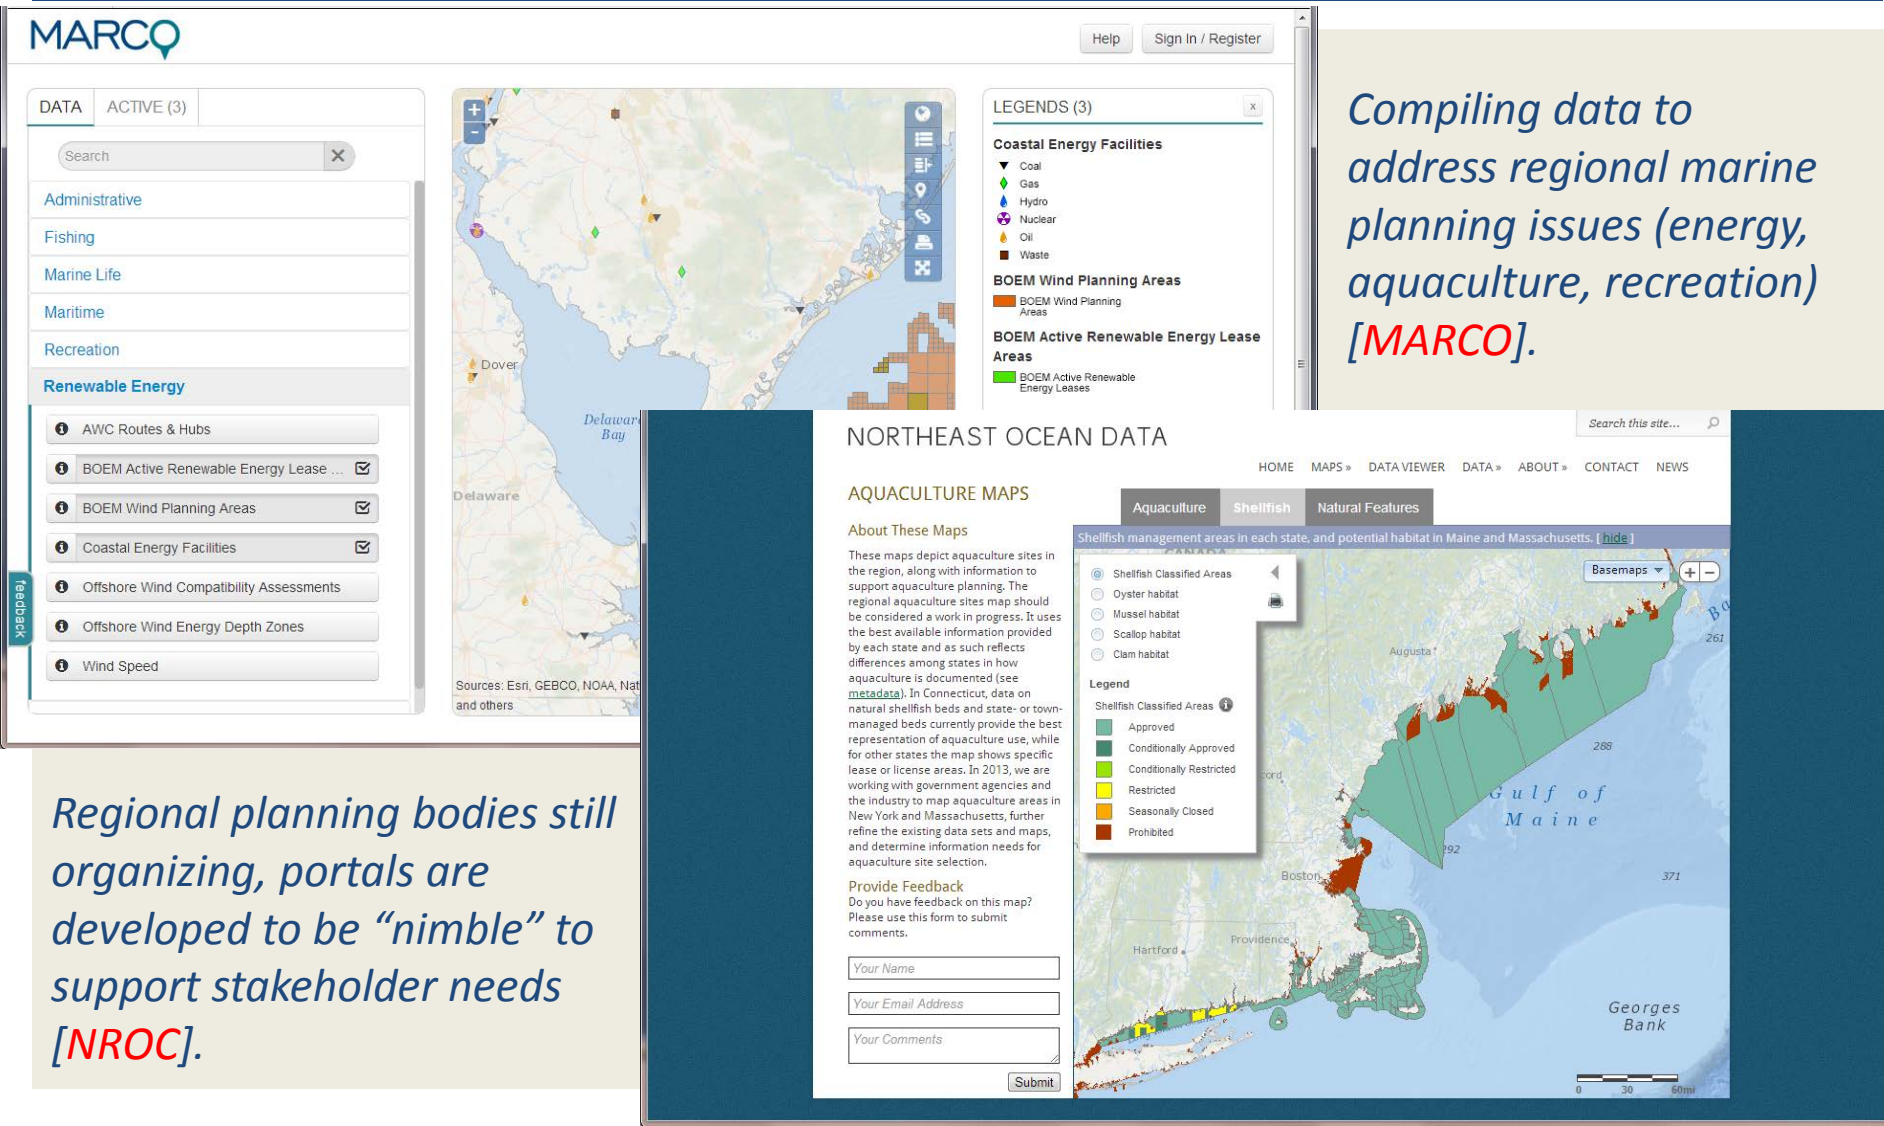 MARCO
Help
Sign In / Register
DATA
ACTIVE (3)
Search
Administrative
Fishing
Marine Life
Maritime
Recreation
Renewable Energy
AWC Routes & Hubs
BOEM Active Renewable Energy Lease ...
BOEM Wind Planning Areas
Coastal Energy Facilities
Offshore Wind Compatibility Assessments
Offshore Wind Energy Depth Zones
Wind Speed
feedback
+
-
Dover
Delaware
Bay
Delaware
Sources: Esri, GEBCO, NOAA, Nat
and others
LEGENDS (3)
x
Coastal Energy Facilities
Coal
Gas
Hydro
Nuclear
Oil
Waste
BOEM Wind Planning Areas
BOEM Wind Planning
Areas
BOEM Active Renewable Energy Lease
Areas
BOEM Active Renewable
Energy Leases
Compiling data to
address regional marine
planning issues (energy,
aquaculture, recreation)
[MARCO].
Regional planning bodies still
organizing, portals are
developed to be “nimble” to
support stakeholder needs
[NROC].
NORTHEAST OCEAN DATA
Search this site...
HOME MAPS » DATA VIEWER DATA » ABOUT » CONTACT NEWS
AQUACULTURE MAPS
About These Maps
These maps depict aquaculture sites in
the region, along with information to
support aquaculture planning. The
regional aquaculture sites map should
be considered a work in progress. It uses
the best available information provided
by each state and as such reflects
differences among states in how
aquaculture is documented (see
metadata). In Connecticut, data on
natural shellfish beds and state- or town-
managed beds currently provide the best
representation of aquaculture use, while
for other states the map shows specific
lease or license areas. In 2013, we are
working with government agencies and
the industry to map aquaculture areas in
New York and Massachusetts, further
refine the existing data sets and maps,
and determine information needs for
aquaculture site selection.
Provide Feedback
Do you have feedback on this map?
Please use this form to submit
comments.
Your Name
Your Email Address
Your Comments
Submit
Aquaculture
Shellfish
Natural Features
Shellfish management areas in each state, and potential habitat in Maine and Massachusetts. [ hide ]
CANADA
Shellfish Classified Areas
Oyster habitat
Mussel habitat
Scallop habitat
Clam habitat
Legend
Shellfish Classified Areas
Approved
Conditionally Approved
Conditionally Restricted
Restricted
Seasonally Closed
Prohibited
Basemaps
+ −
Ba
261
Augusta
288
Gulf of
Maine
cord
292
Boston
371
Hartford
Providence
Georges
Bank
0 30 60mi